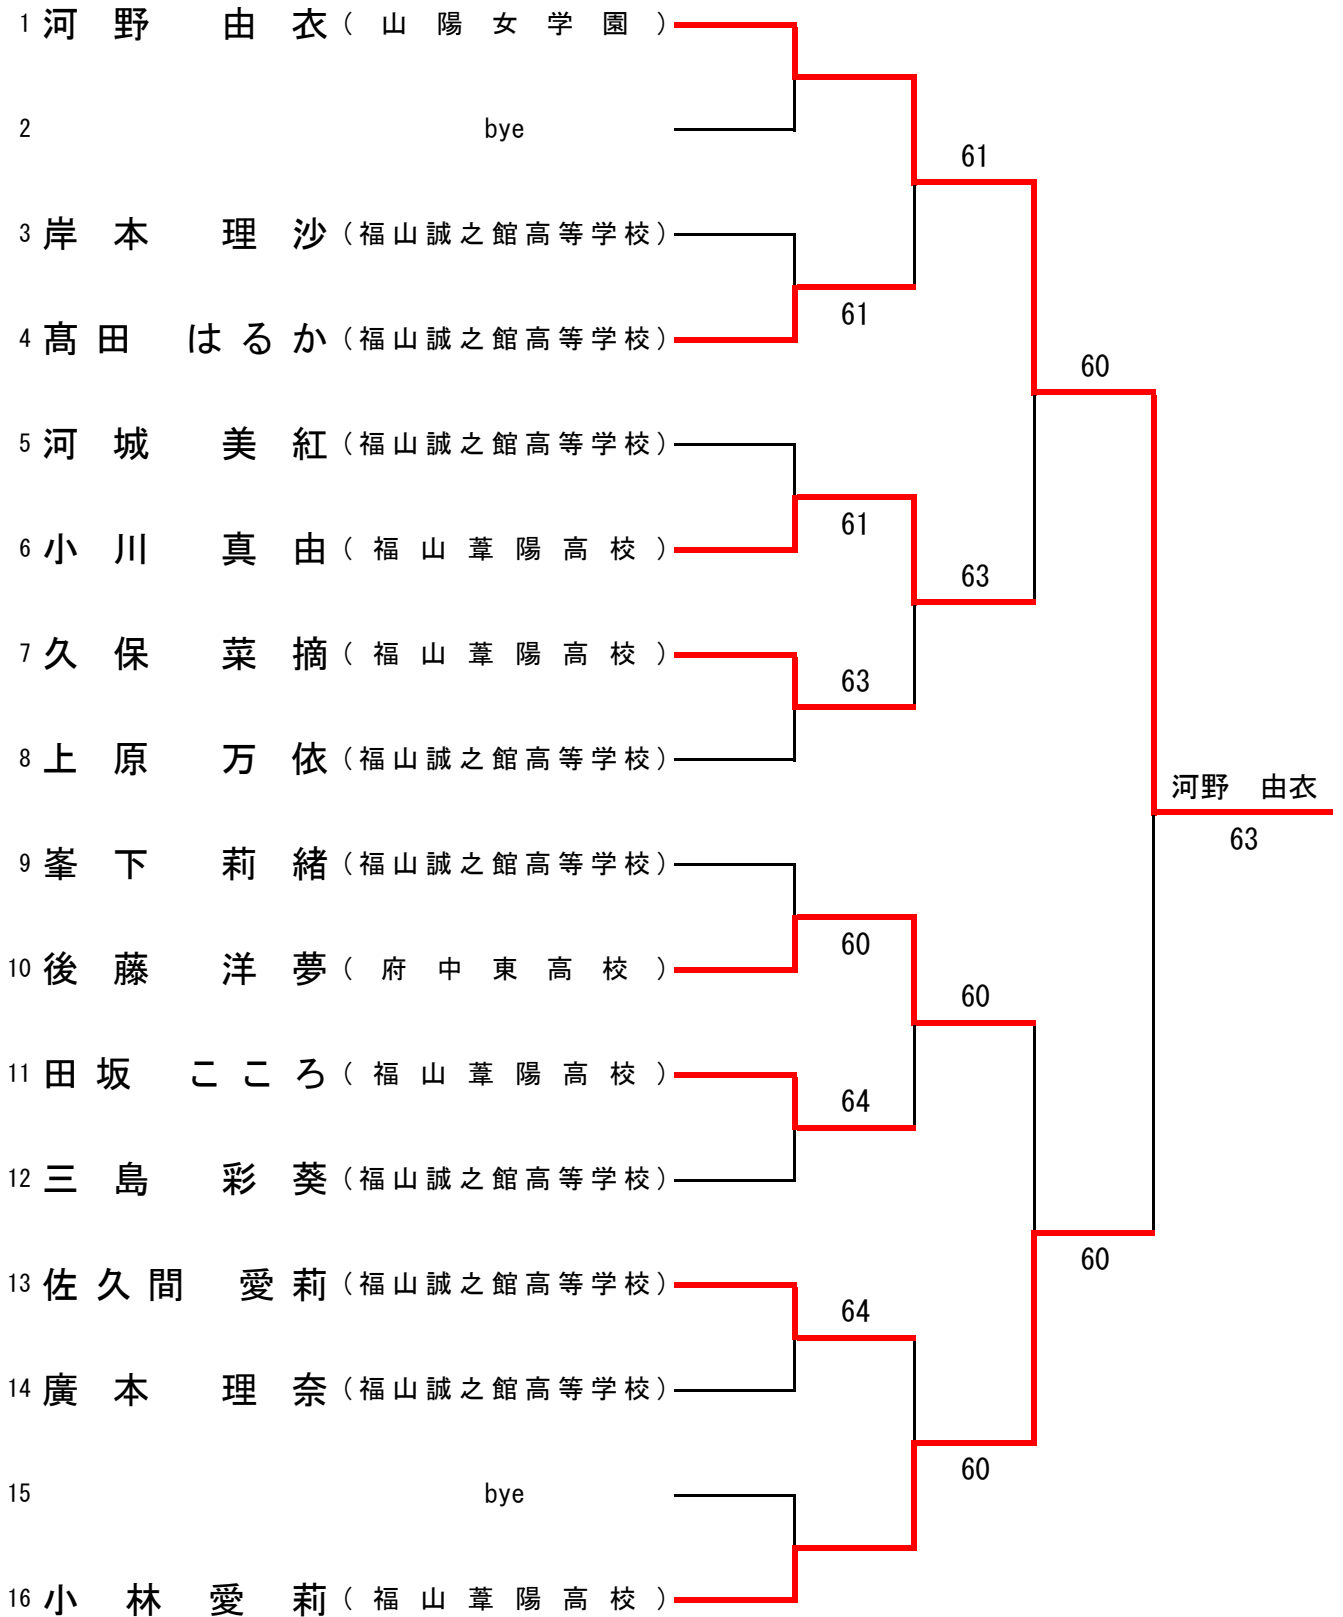 1 河野 由衣 (山陽女学園)
2 bye
61
3 岸本 理沙 (福山誠之館高等学校)
61
4 髙田 はるか (福山誠之館高等学校)
60
5 河城 美紅 (福山誠之館高等学校)
61
6 小川 真由 (福山葦陽高校)
63
7 久保 菜摘 (福山葦陽高校)
63
8 上原 万依 (福山誠之館高等学校)
河野 由衣
63
9 峯下 莉緒 (福山誠之館高等学校)
60
10 後藤 洋夢 (府中東高校)
60
11 田坂 こころ (福山葦陽高校)
64
12 三島 彩葵 (福山誠之館高等学校)
60
13 佐久間 愛莉 (福山誠之館高等学校)
64
14 廣本 理奈 (福山誠之館高等学校)
60
15 bye
16 小林愛莉 (福山葦陽高校)